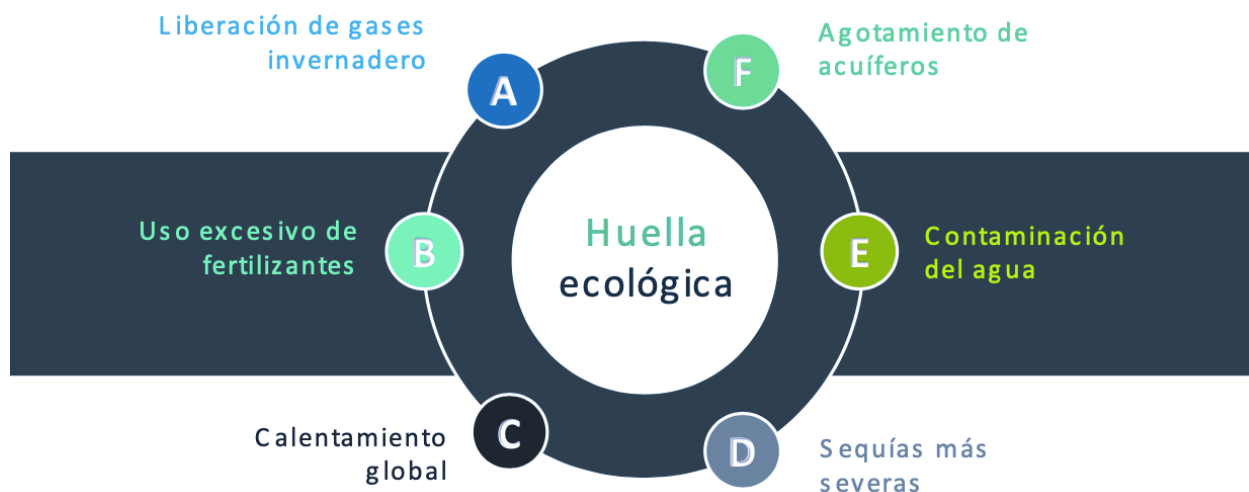 Liberación de gases
invernadero
A
F
Agotamiento de
acuíferos
Uso excesivo de
fertilizantes
B
Huella
ecológica
E
Contaminación
del agua
Calentamiento
global
C
D
Sequías más
severas